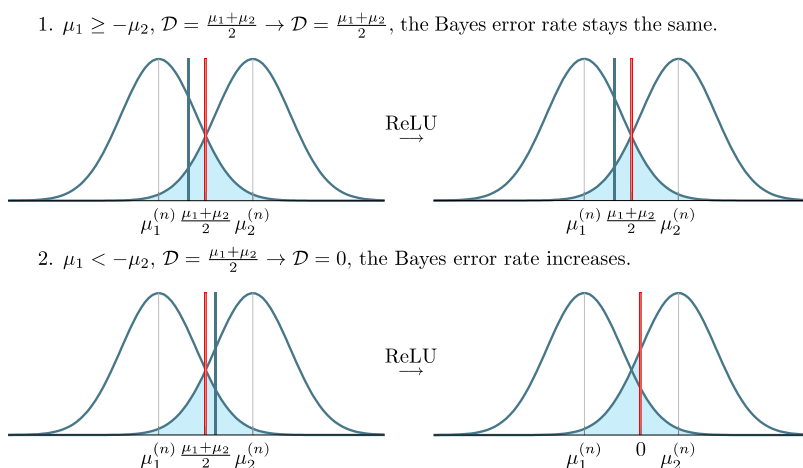 1. μ₁ ≥ −μ₂, 𝒟 = (μ₁+μ₂)/2 → 𝒟 = (μ₁+μ₂)/2, the Bayes error rate stays the same.
ReLU
→
μ₁⁽ⁿ⁾ (μ₁+μ₂)/2 μ₂⁽ⁿ⁾ μ₁⁽ⁿ⁾ (μ₁+μ₂)/2 μ₂⁽ⁿ⁾
2. μ₁ < −μ₂, 𝒟 = (μ₁+μ₂)/2 → 𝒟 = 0, the Bayes error rate increases.
ReLU
→
μ₁⁽ⁿ⁾ (μ₁+μ₂)/2 μ₂⁽ⁿ⁾ μ₁⁽ⁿ⁾ 0 μ₂⁽ⁿ⁾